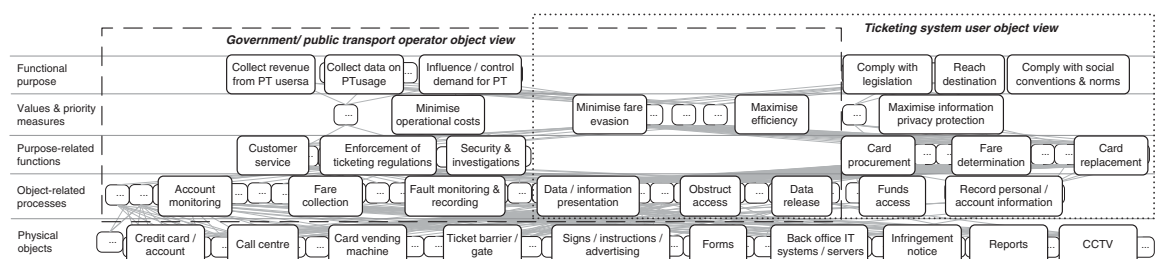 Ticketing system user object view
Government/ public transport operator object view
Functional
purpose
Collect revenue
from PT usersa
Collect data on
PTusage
...
Influence / control
demand for PT
Comply with
legislation
Reach
destination
Comply with social
conventions & norms
Values & priority
measures
...
Minimise
operational costs
Minimise fare
evasion
...
...
...
Maximise
efficiency
...
Maximise information
privacy protection
Purpose-related
functions
Customer
service
...
Enforcement of
ticketing regulations
Security &
investigations
Card
procurement
...
...
Fare
determination
...
...
Card
replacement
Object-related
processes
...
...
Account
monitoring
...
...
...
Fare
collection
...
...
Fault monitoring &
recording
...
Data / information
presentation
...
...
Obstruct
access
...
Data
release
...
Funds
access
Record personal /
account information
Physical
objects
...
Credit card /
account
Call centre
Card vending
machine
Ticket barrier /
gate
Signs / instructions /
advertising
Forms
Back office IT
systems / servers
Infringement
notice
Reports
CCTV
...